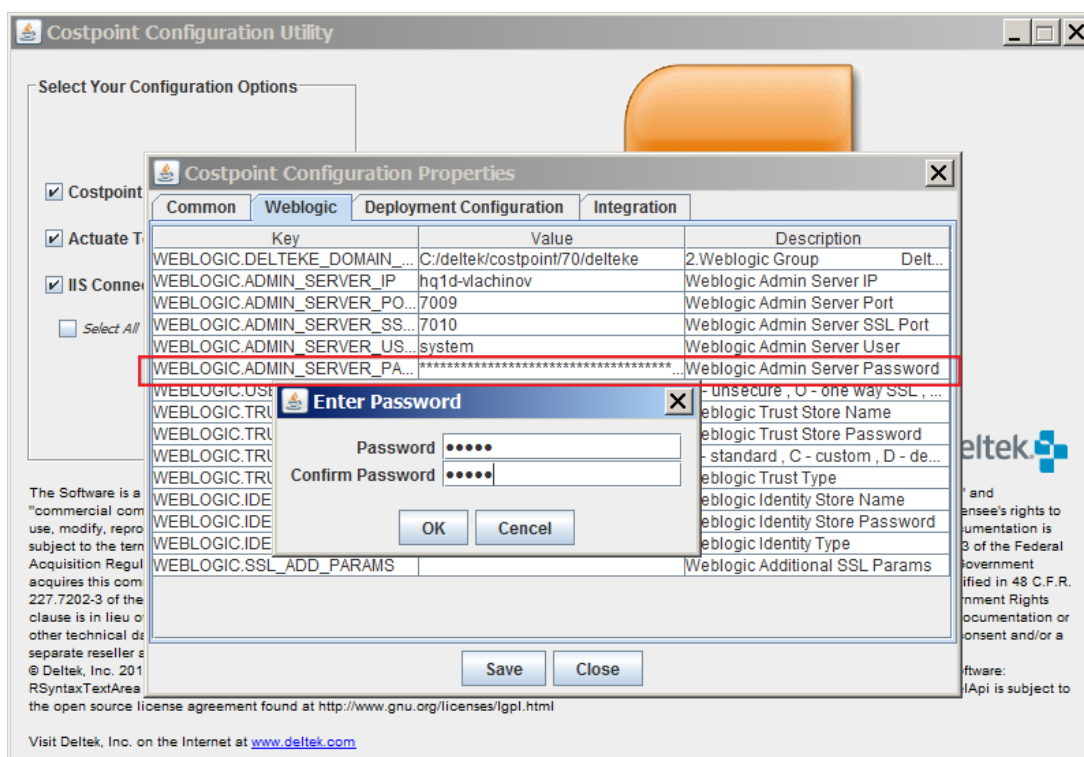 Costpoint Configuration Utility
Select Your Configuration Options
Costpoint
Actuate T
IIS Conne
Select All
Costpoint Configuration Properties
Common Weblogic Deployment Configuration Integration
Key Value Description
WEBLOGIC.DELTEKE_DOMAIN_... C:/deltek/costpoint/70/delteke 2.Weblogic Group Delt...
WEBLOGIC.ADMIN_SERVER_IP hq1d-vlachinov Weblogic Admin Server IP
WEBLOGIC.ADMIN_SERVER_PO... 7009 Weblogic Admin Server Port
WEBLOGIC.ADMIN_SERVER_SS... 7010 Weblogic Admin Server SSL Port
WEBLOGIC.ADMIN_SERVER_US... system Weblogic Admin Server User
WEBLOGIC.ADMIN_SERVER_PA... *************************************... Weblogic Admin Server Password
WEBLOGIC.USE - unsecure , O - one way SSL , ...
WEBLOGIC.TRU eblogic Trust Store Name
WEBLOGIC.TRU eblogic Trust Store Password
WEBLOGIC.TRU - standard , C - custom , D - de...
WEBLOGIC.TRU eblogic Trust Type
WEBLOGIC.IDE eblogic Identity Store Name
WEBLOGIC.IDE eblogic Identity Store Password
WEBLOGIC.IDE eblogic Identity Type
WEBLOGIC.SSL_ADD_PARAMS Weblogic Additional SSL Params
Enter Password
Password •••••
Confirm Password •••••
OK Cancel
Save Close
eltek.
The Software is a " and
"commercial com ensee's rights to
use, modify, repro umentation is
subject to the tern 3 of the Federal
Acquisition Regul Government
acquires this com ified in 48 C.F.R.
227.7202-3 of the rnment Rights
clause is in lieu o ocumentation or
other technical da onsent and/or a
separate reseller a
© Deltek, Inc. 201 ftware:
RSyntaxTextArea lApi is subject to
the open source license agreement found at http://www.gnu.org/licenses/lgpl.html
Visit Deltek, Inc. on the Internet at www.deltek.com